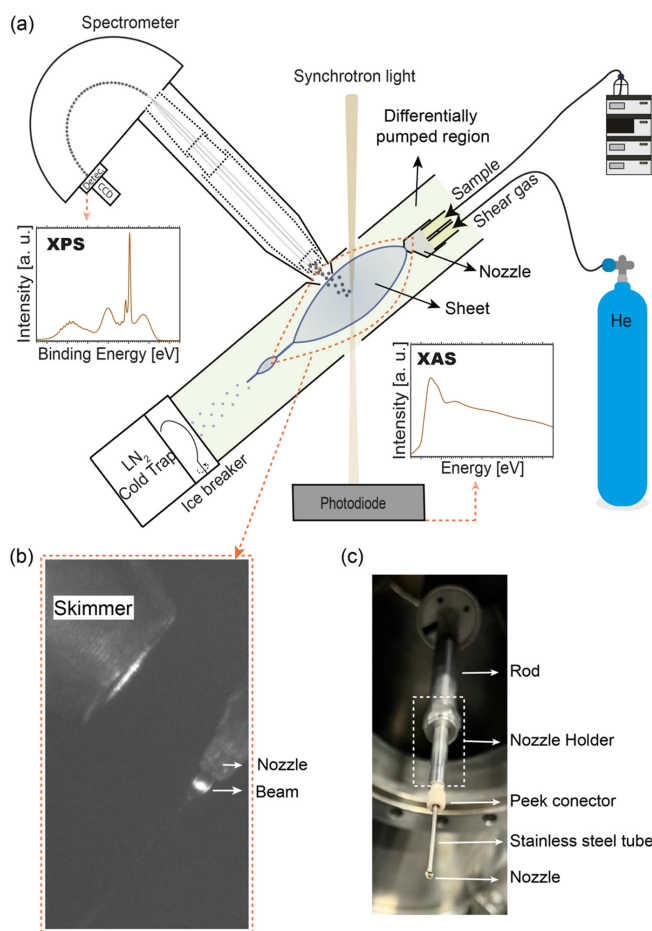 (a)
Spectrometer
Synchrotron light
Differentially
pumped region
Sample
Shear gas
Detec.
CCD
XPS
Intensity [a. u.]
Binding Energy [eV]
Nozzle
Sheet
He
XAS
Intensity [a. u.]
Energy [eV]
LN2
Cold Trap
Ice breaker
Photodiode
(b)
Skimmer
Nozzle
Beam
(c)
Rod
Nozzle Holder
Peek conector
Stainless steel tube
Nozzle